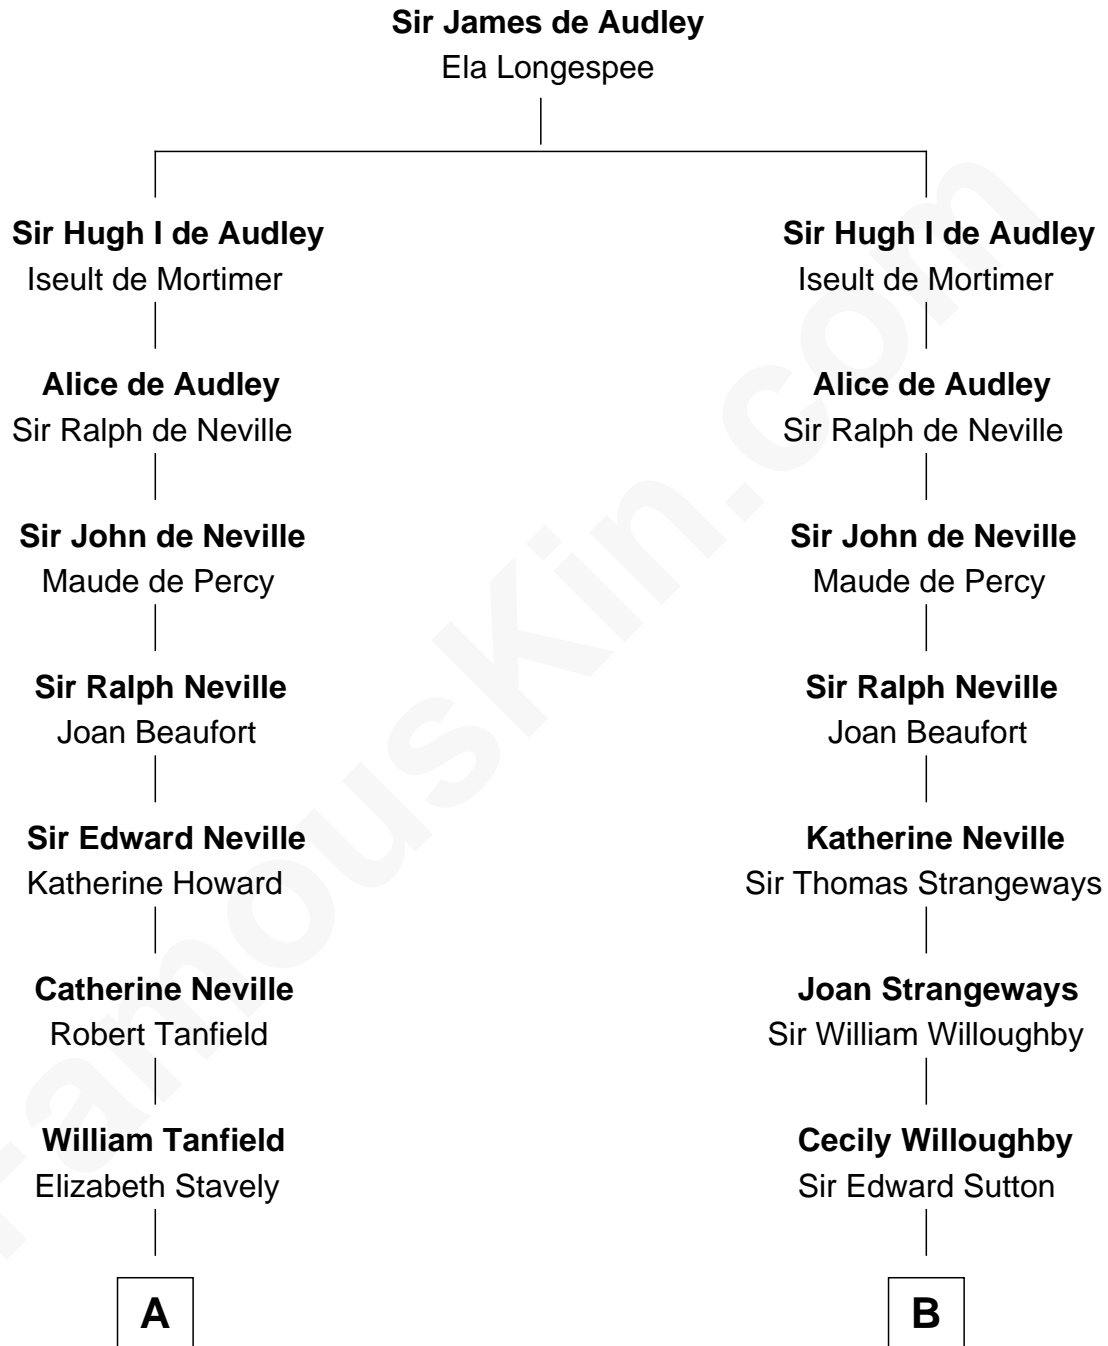 Sir James de Audley
Ela Longespee
Sir Hugh I de Audley
Iseult de Mortimer
Sir Hugh I de Audley
Iseult de Mortimer
Alice de Audley
Sir Ralph de Neville
Alice de Audley
Sir Ralph de Neville
Sir John de Neville
Maude de Percy
Sir John de Neville
Maude de Percy
Sir Ralph Neville
Joan Beaufort
Sir Ralph Neville
Joan Beaufort
Sir Edward Neville
Katherine Howard
Katherine Neville
Sir Thomas Strangeways
Catherine Neville
Robert Tanfield
Joan Strangeways
Sir William Willoughby
William Tanfield
Elizabeth Stavely
Cecily Willoughby
Sir Edward Sutton
A
B
FamousKin.com